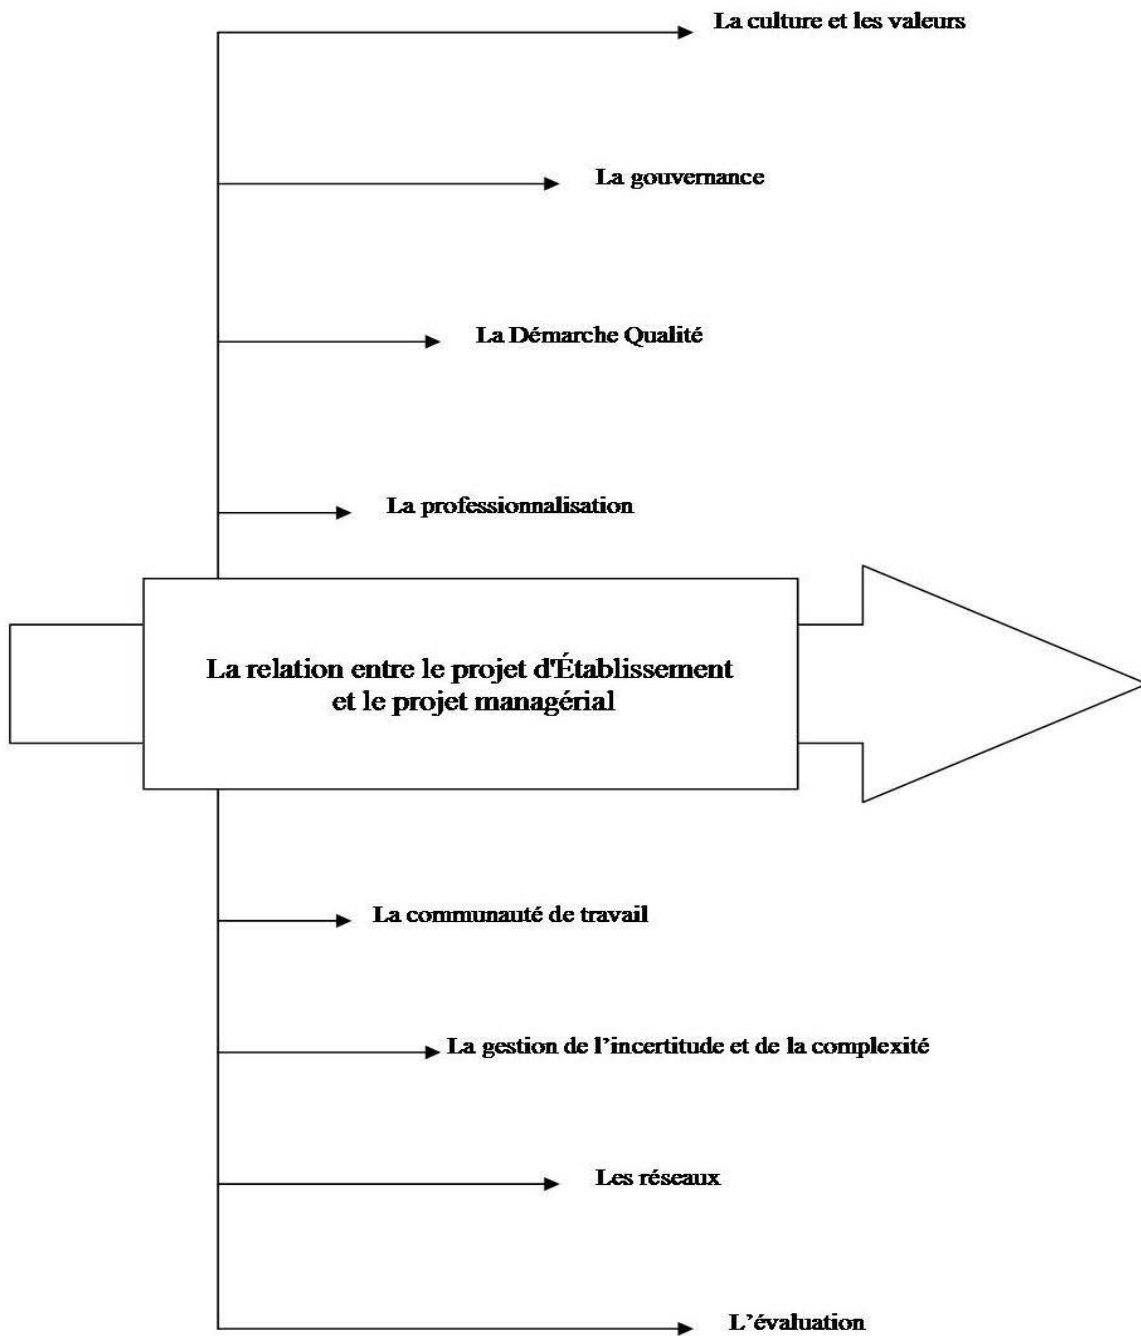 La culture et les valeurs
La gouvernance
La Démarche Qualité
La professionnalisation
La relation entre le projet d'Établissement
et le projet managérial
La communauté de travail
La gestion de l’incertitude et de la complexité
Les réseaux
L’évaluation